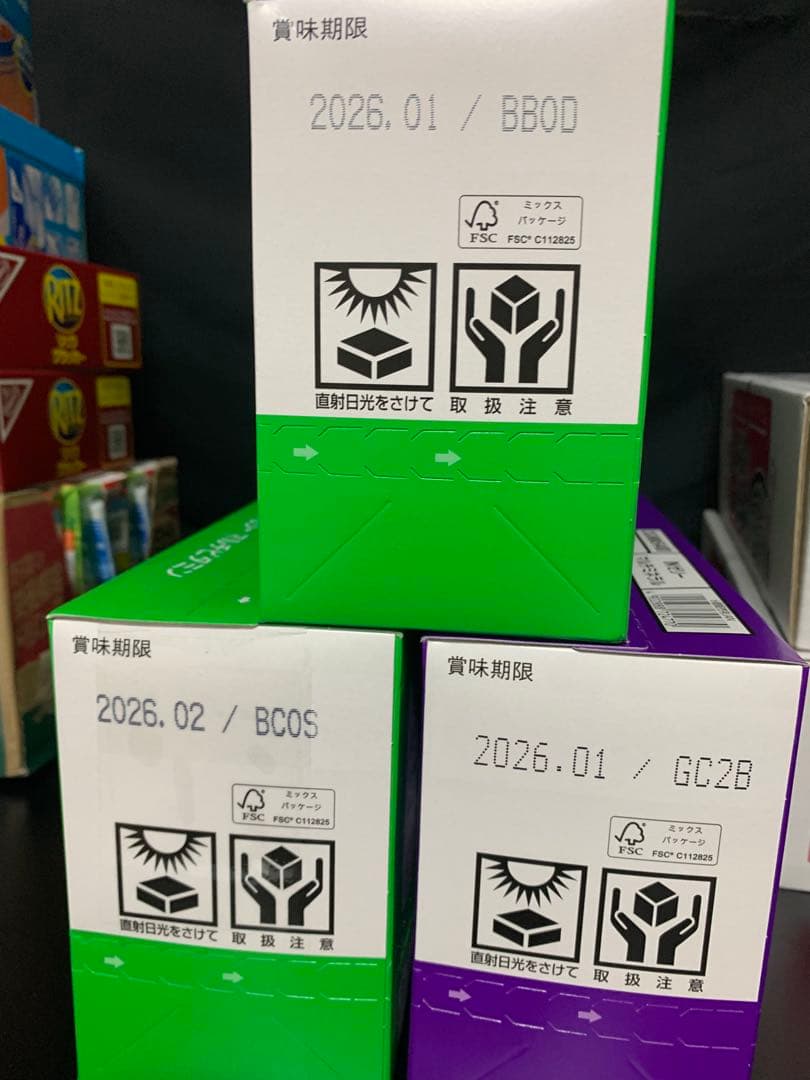 賞味期限
2026.01 / BB0D
ミックス
パッケージ
FSC
FSC® C112825
直射日光をさけて
取扱注意
RITZ
RITZ
賞味期限
2026.02 / BC0S
ミックス
パッケージ
FSC
FSC® C112825
直射日光をさけて
取扱注意
賞味期限
2026.01 / GC2B
ミックス
パッケージ
FSC
FSC® C112825
直射日光をさけて
取扱注意